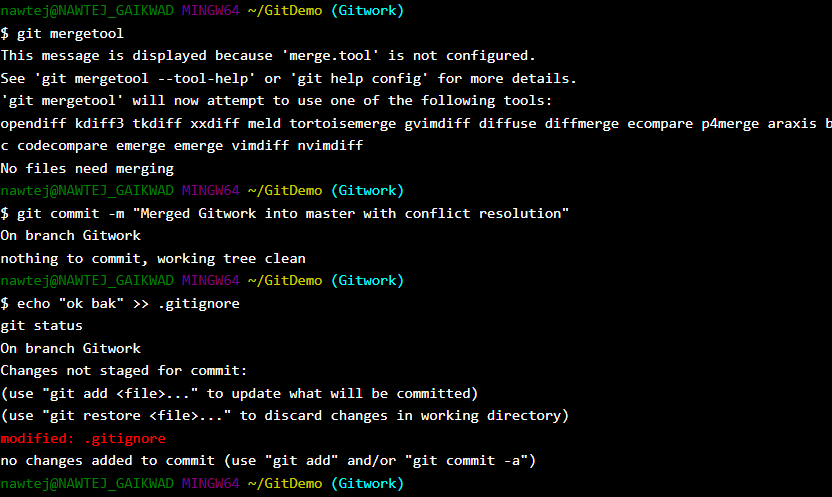 nawtej@NAWTEJ_GAIKWAD MINGW64 ~/GitDemo (Gitwork)
$ git mergetool
This message is displayed because 'merge.tool' is not configured.
See 'git mergetool --tool-help' or 'git help config' for more details.
'git mergetool' will now attempt to use one of the following tools:
opendiff kdiff3 tkdiff xxdiff meld tortoisemerge gvimdiff diffuse diffmerge ecompare p4merge araxis b
c codecompare emerge emerge vimdiff nvimdiff
No files need merging
nawtej@NAWTEJ_GAIKWAD MINGW64 ~/GitDemo (Gitwork)
$ git commit -m "Merged Gitwork into master with conflict resolution"
On branch Gitwork
nothing to commit, working tree clean
nawtej@NAWTEJ_GAIKWAD MINGW64 ~/GitDemo (Gitwork)
$ echo "ok bak" >> .gitignore
git status
On branch Gitwork
Changes not staged for commit:
(use "git add <file>..." to update what will be committed)
(use "git restore <file>..." to discard changes in working directory)
modified: .gitignore
no changes added to commit (use "git add" and/or "git commit -a")
nawtej@NAWTEJ_GAIKWAD MINGW64 ~/GitDemo (Gitwork)